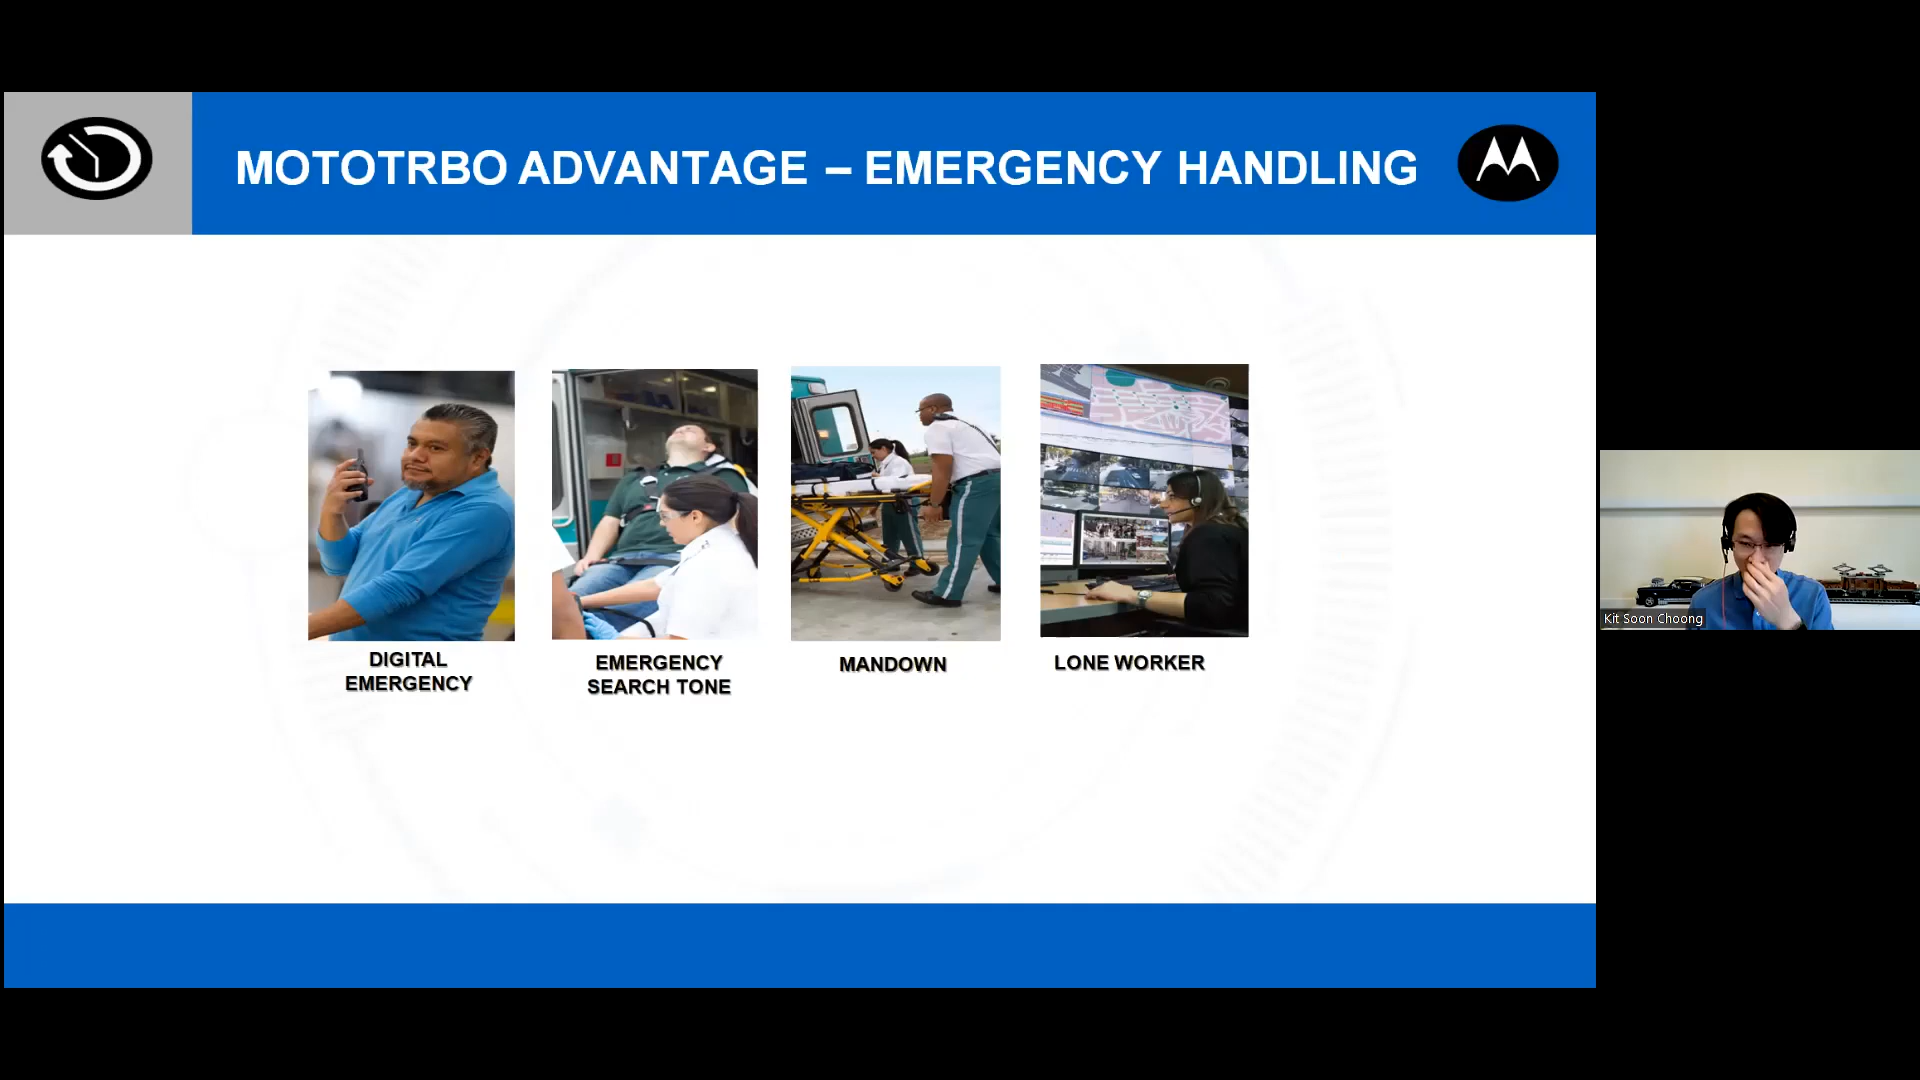 MOTOTRBO ADVANTAGE – EMERGENCY HANDLING
DIGITAL
EMERGENCY
EMERGENCY
SEARCH TONE
MANDOWN
LONE WORKER
Kit Soon Choong